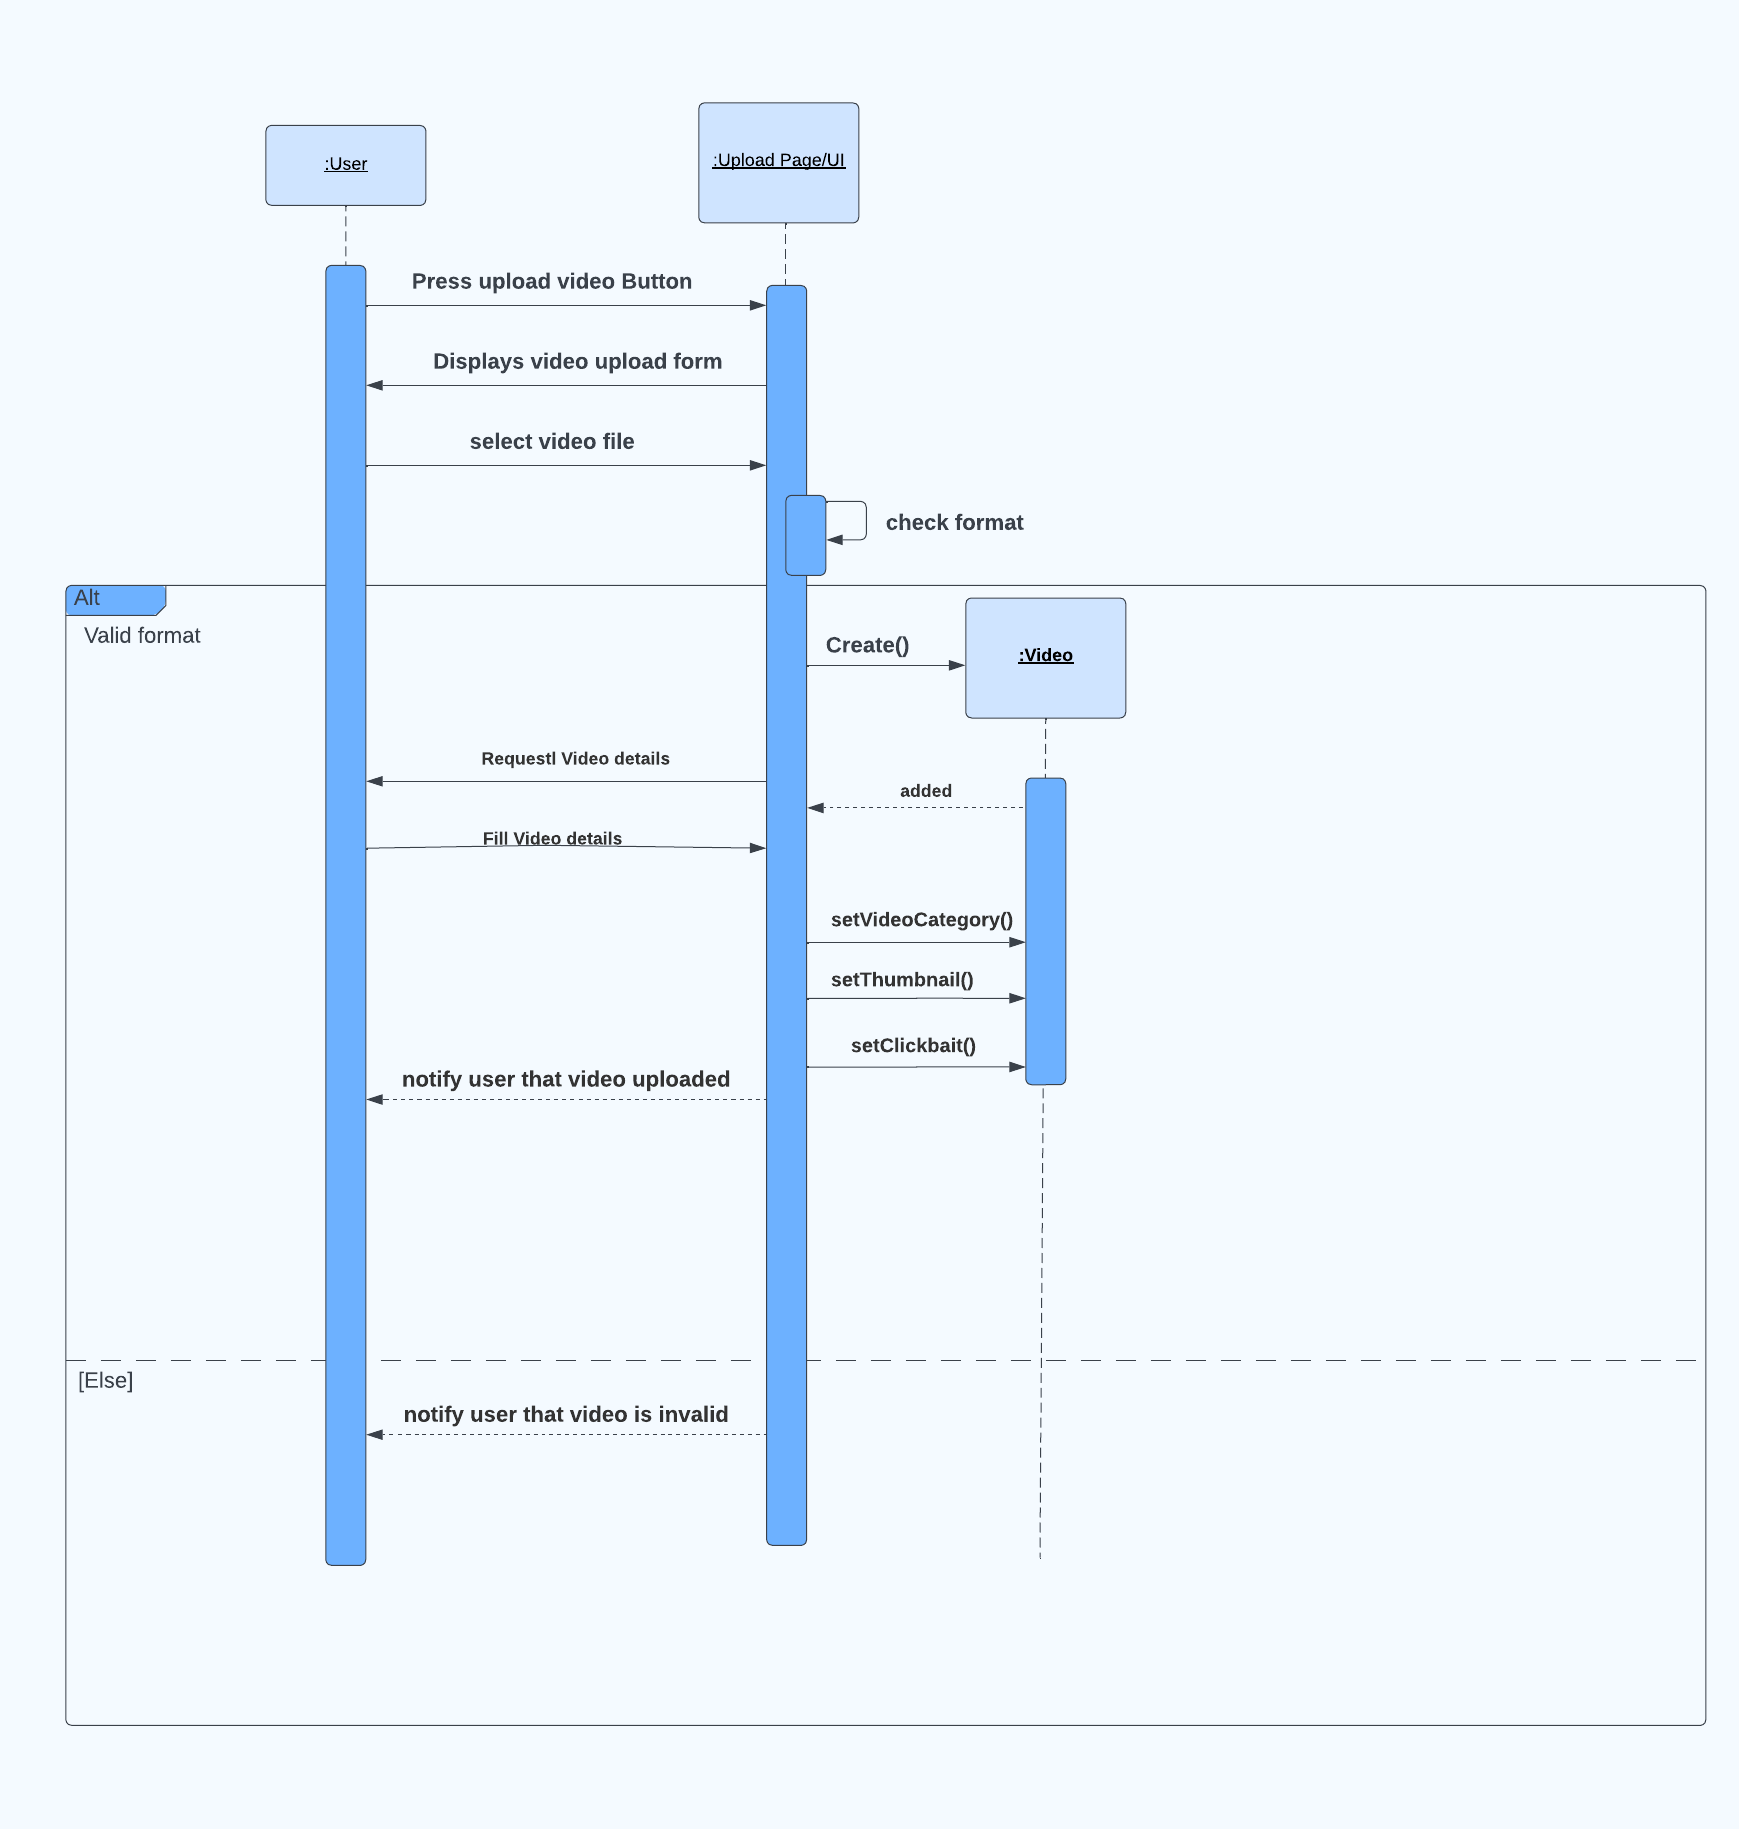 :User
:Upload Page/UI
Press upload video Button
Displays video upload form
select video file
check format
Alt
Valid format
Create()
:Video
Requestl Video details
added
Fill Video details
setVideoCategory()
setThumbnail()
setClickbait()
notify user that video uploaded
[Else]
notify user that video is invalid